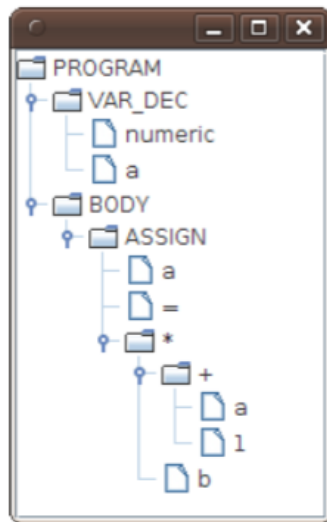 PROGRAM
VAR_DEC
numeric
a
BODY
ASSIGN
a
=
*
+
a
1
b